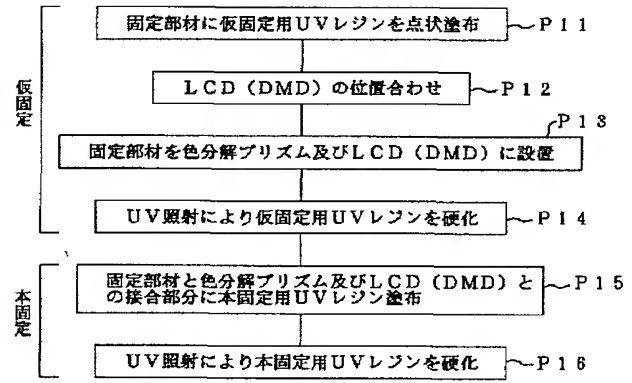 固定部材に仮固定用UVレジンを点状塗布
P11
仮固定
LCD(DMD)の位置合わせ
P12
P13
固定部材を色分解プリズム及びLCD(DMD)に設置
UV照射により仮固定用UVレジンを硬化
P14
本固定
固定部材と色分解プリズム及びLCD(DMD)と
の接合部分に本固定用UVレジン塗布
P15
UV照射により本固定用UVレジンを硬化
P16